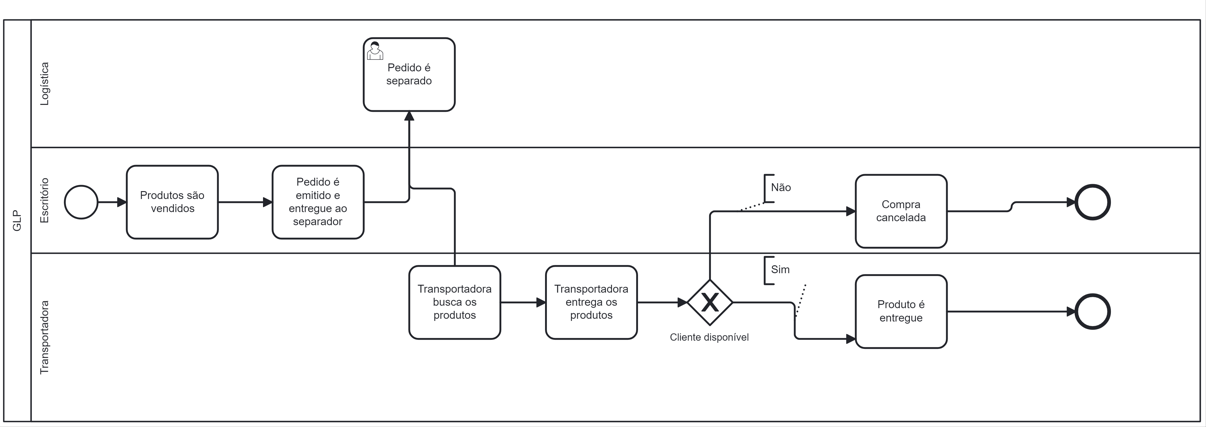 GLP
Logística
Pedido é
separado
Escritório
Produtos são
vendidos
Pedido é
emitido e
entregue ao
separador
Não
Compra
cancelada
Transportadora
Transportadora
busca os
produtos
Transportadora
entrega os
produtos
Cliente disponível
Sim
Produto é
entregue